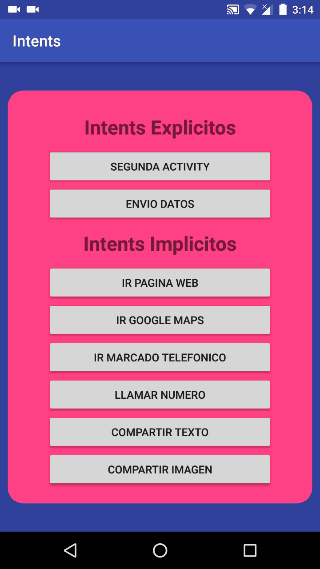 3:14
Intents
Intents Explicitos
SEGUNDA ACTIVITY
ENVIO DATOS
Intents Implicitos
IR PAGINA WEB
IR GOOGLE MAPS
IR MARCADO TELEFONICO
LLAMAR NUMERO
COMPARTIR TEXTO
COMPARTIR IMAGEN